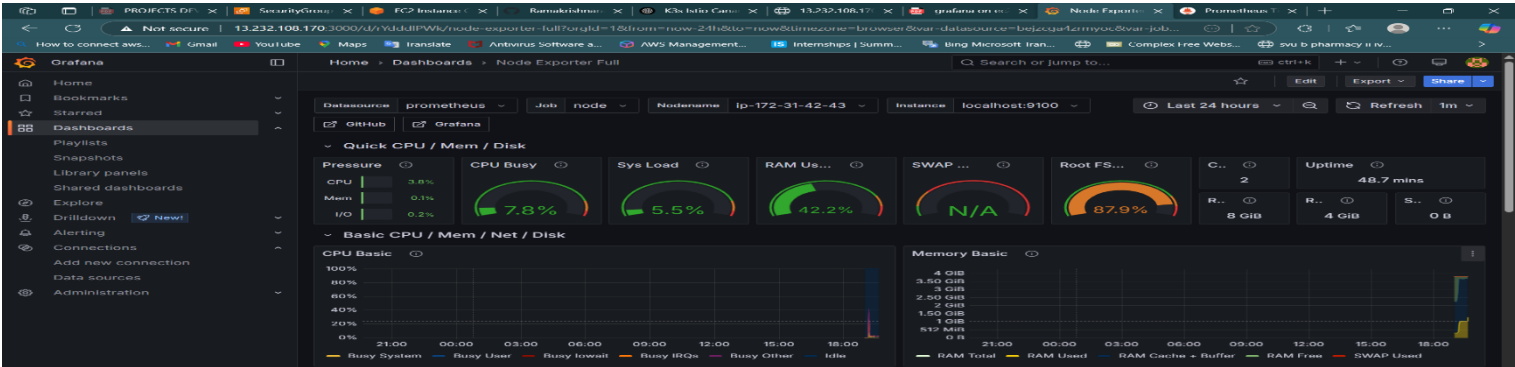 PROJECTS DEV
SecurityGroup
EC2 Instance C
Ramakrishnar
K3s Istio Canar
13.232.108.17
grafana on ec
Node Exporter
Prometheus T
Not secure
13.232.108.170:3000/d/rYdddlPWk/node-exporter-full?orgId=1&from=now-24h&to=now&timezone=browser&var-datasource=bejzcqa4zrmyoc&var-job...
How to connect aws...
Gmail
YouTube
Maps
Translate
Antivirus Software a...
AWS Management...
Internships | Summ...
Bing Microsoft Tran...
Complex Free Webs...
svu b pharmacy ii iv...
Grafana
Home
Bookmarks
Starred
Dashboards
Playlists
Snapshots
Library panels
Shared dashboards
Explore
Drilldown New!
Alerting
Connections
Add new connection
Data sources
Administration
Home › Dashboards › Node Exporter Full
Search or jump to...
ctrl+k
Edit
Export
Share
Datasource prometheus
Job node
Nodename ip-172-31-42-43
Instance localhost:9100
Last 24 hours
Refresh 1m
GitHub
Grafana
Quick CPU / Mem / Disk
Pressure
CPU 3.8%
Mem 0.1%
I/O 0.2%
CPU Busy
7.8%
Sys Load
5.5%
RAM Us...
42.2%
SWAP ...
N/A
Root FS...
87.9%
C..
2
Uptime
48.7 mins
R..
8 GiB
R..
4 GiB
S..
0 B
Basic CPU / Mem / Net / Disk
CPU Basic
100%
80%
60%
40%
20%
0%
21:00 00:00 03:00 06:00 09:00 12:00 15:00 18:00
Busy System Busy User Busy Iowait Busy IRQs Busy Other Idle
Memory Basic
4 GiB
3.50 GiB
3 GiB
2.50 GiB
2 GiB
1.50 GiB
1 GiB
512 MiB
0 B
21:00 00:00 03:00 06:00 09:00 12:00 15:00 18:00
RAM Total RAM Used RAM Cache + Buffer RAM Free SWAP Used